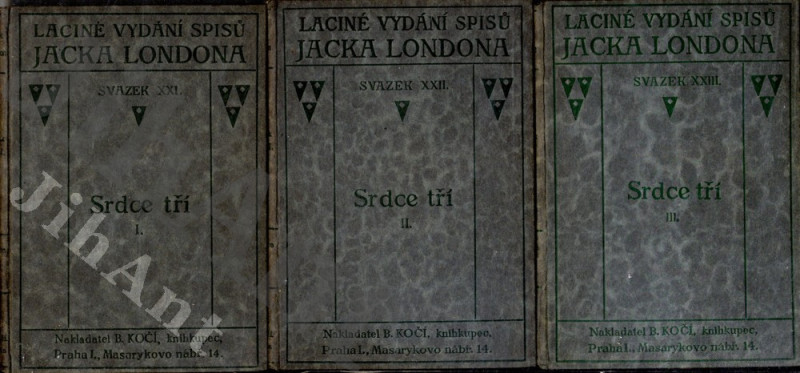 LACINÉ VYDÁNÍ SPISŮ
JACKA LONDONA
SVAZEK XXI.
Srdce tří
I.
Nakladatel B. KOČÍ, knihkupec,
Praha I., Masarykovo nábř. 14.
LACINÉ VYDÁNÍ SPISŮ
JACKA LONDONA
SVAZEK XXII.
Srdce tří
II.
Nakladatel B. KOČÍ, knihkupec,
Praha I., Masarykovo nábř. 14.
LACINÉ VYDÁNÍ SPISŮ
JACKA LONDONA
SVAZEK XXIII.
Srdce tří
III.
Nakladatel B. KOČÍ, knihkupec,
Praha I., Masarykovo nábř. 14.
JihAnt